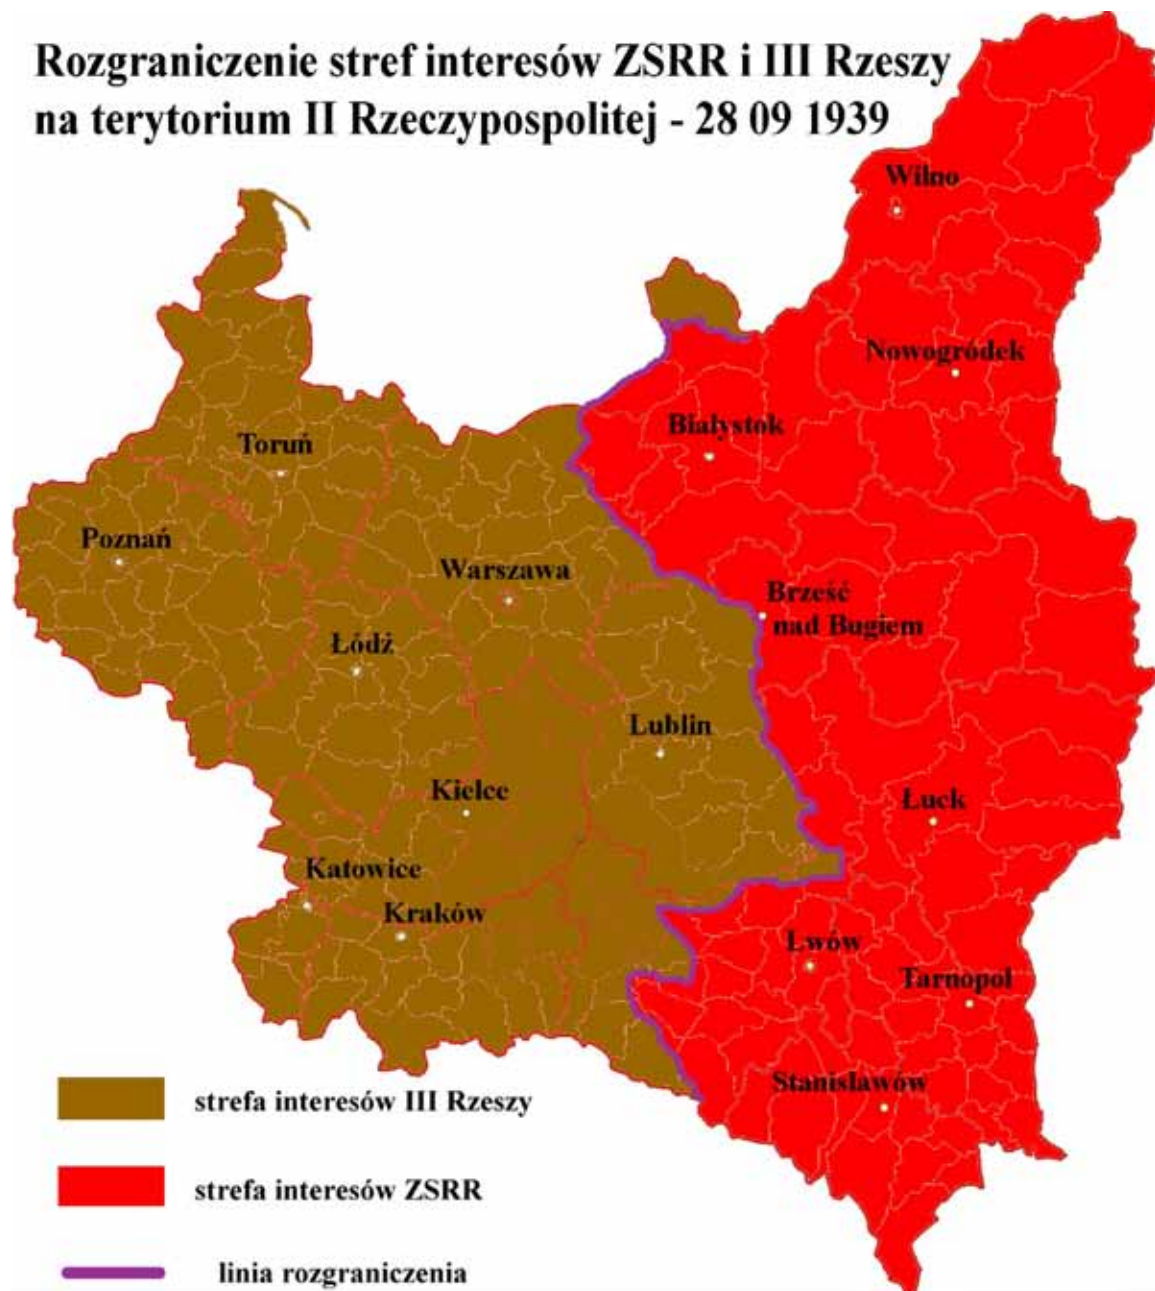 Rozgraniczenie stref interesów ZSRR i III Rzeszy
na terytorium II Rzeczypospolitej - 28 09 1939
Wilno
Nowogródek
Białystok
Toruń
Poznań
Warszawa
Brześć
nad Bugiem
Łódź
Lublin
Kielce
Łuck
Katowice
Kraków
Lwów
Tarnopol
Stanisławów
strefa interesów III Rzeszy
strefa interesów ZSRR
linia rozgraniczenia